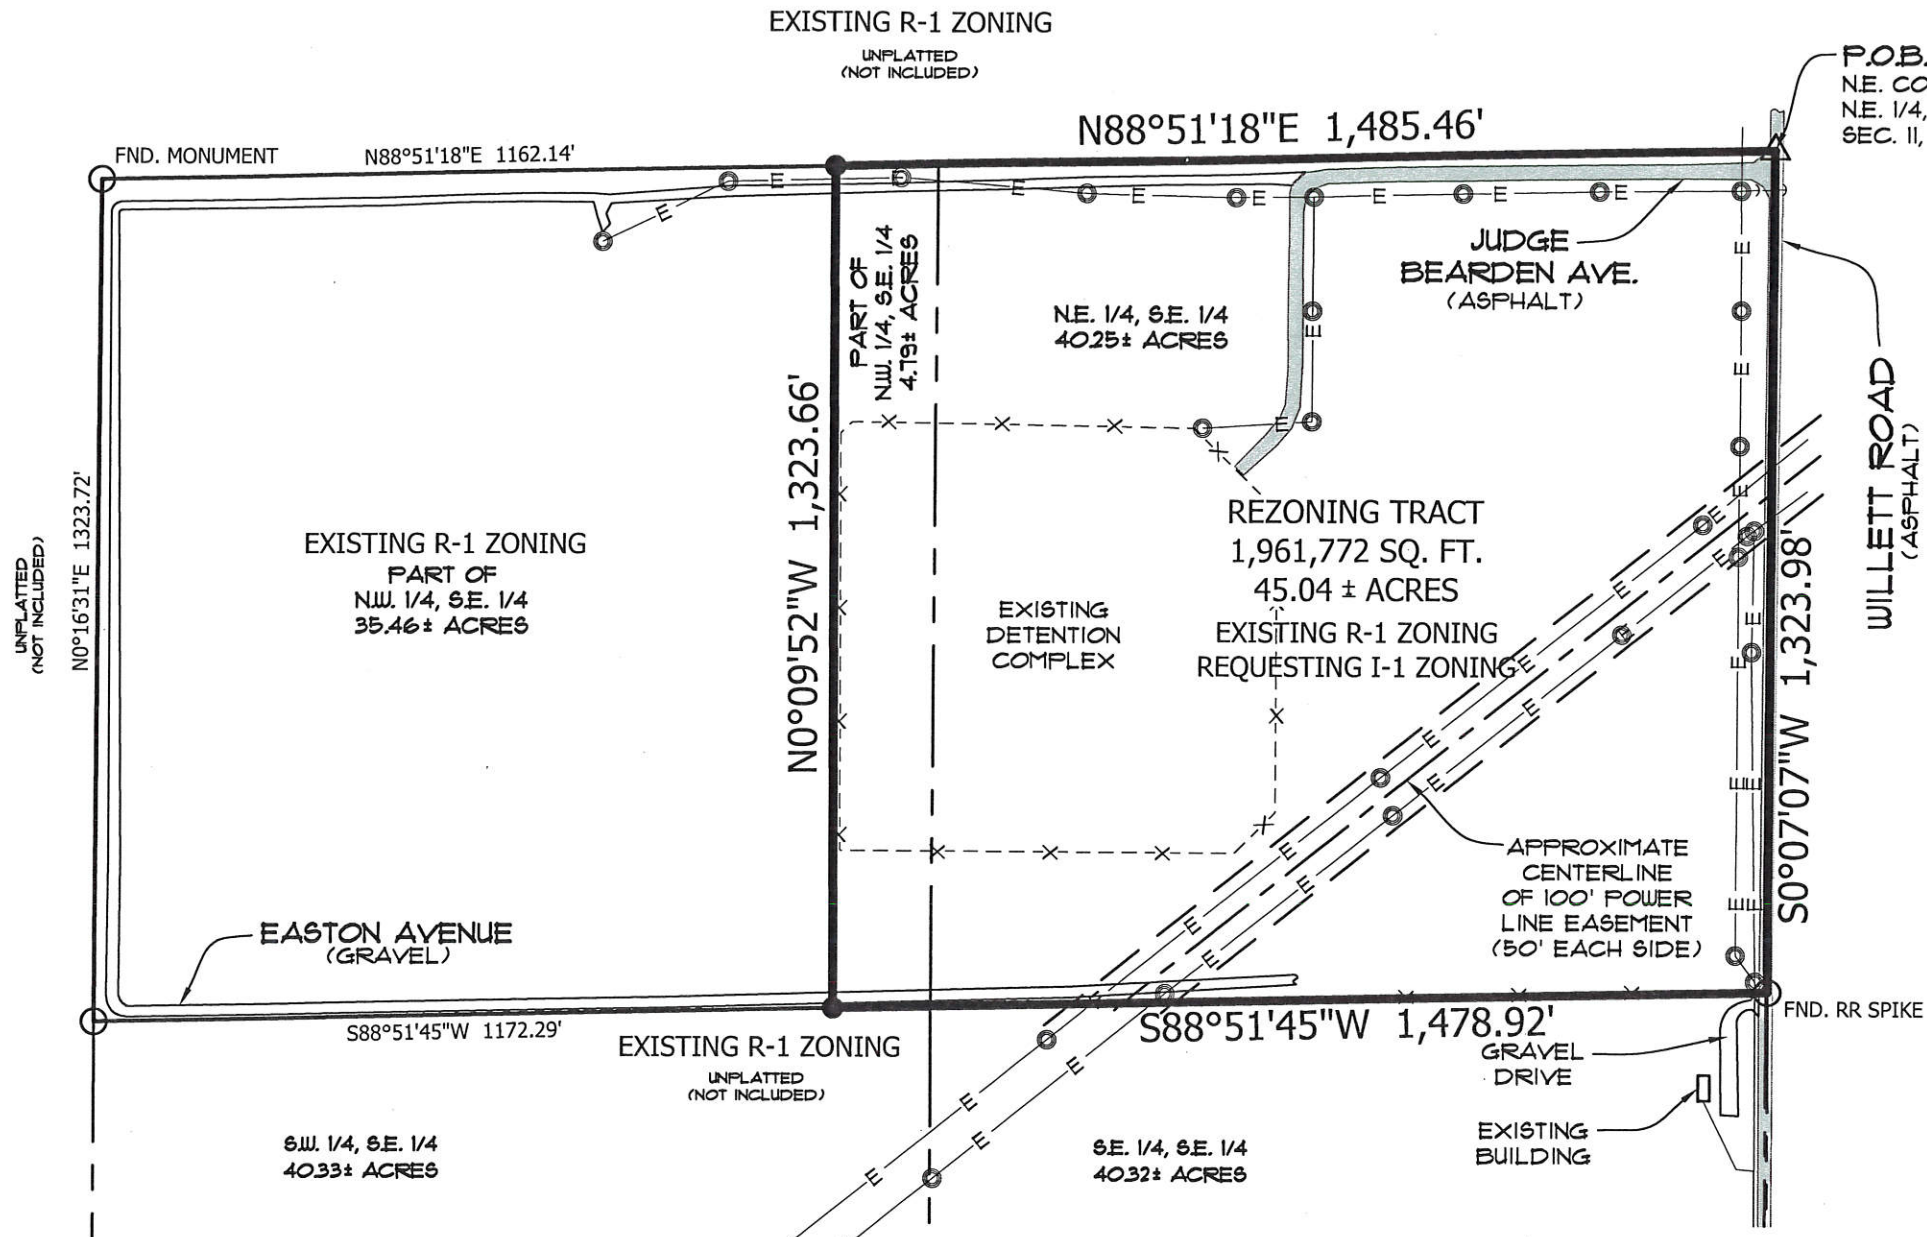 EXISTING R-1 ZONING
UNPLATTED
(NOT INCLUDED)
P.O.B.
N.E. CO
N.E. 1/4,
SEC. 11,
N88°51'18"E 1,485.46'
FND. MONUMENT
N88°51'18"E 1162.14'
E E E E E E E E
JUDGE
BEARDEN AVE.
(ASPHALT)
PART OF
N.W. 1/4, S.E. 1/4
4.79± ACRES
N.E. 1/4, S.E. 1/4
40.25± ACRES
WILLETT ROAD
(ASPHALT)
N0°09'52"W 1,323.66'
N0°16'31"E 1323.72'
UNPLATTED
(NOT INCLUDED)
EXISTING R-1 ZONING
PART OF
N.W. 1/4, S.E. 1/4
35.46± ACRES
REZONING TRACT
1,961,772 SQ. FT.
45.04 ± ACRES
EXISTING R-1 ZONING
REQUESTING I-1 ZONING
EXISTING
DETENTION
COMPLEX
S0°07'07"W 1,323.98'
APPROXIMATE
CENTERLINE
OF 100' POWER
LINE EASEMENT
(50' EACH SIDE)
EASTON AVENUE
(GRAVEL)
FND. RR SPIKE
S88°51'45"W 1172.29'
S88°51'45"W 1,478.92'
EXISTING R-1 ZONING
UNPLATTED
(NOT INCLUDED)
GRAVEL
DRIVE
EXISTING
BUILDING
S.W. 1/4, S.E. 1/4
40.33± ACRES
S.E. 1/4, S.E. 1/4
40.32± ACRES